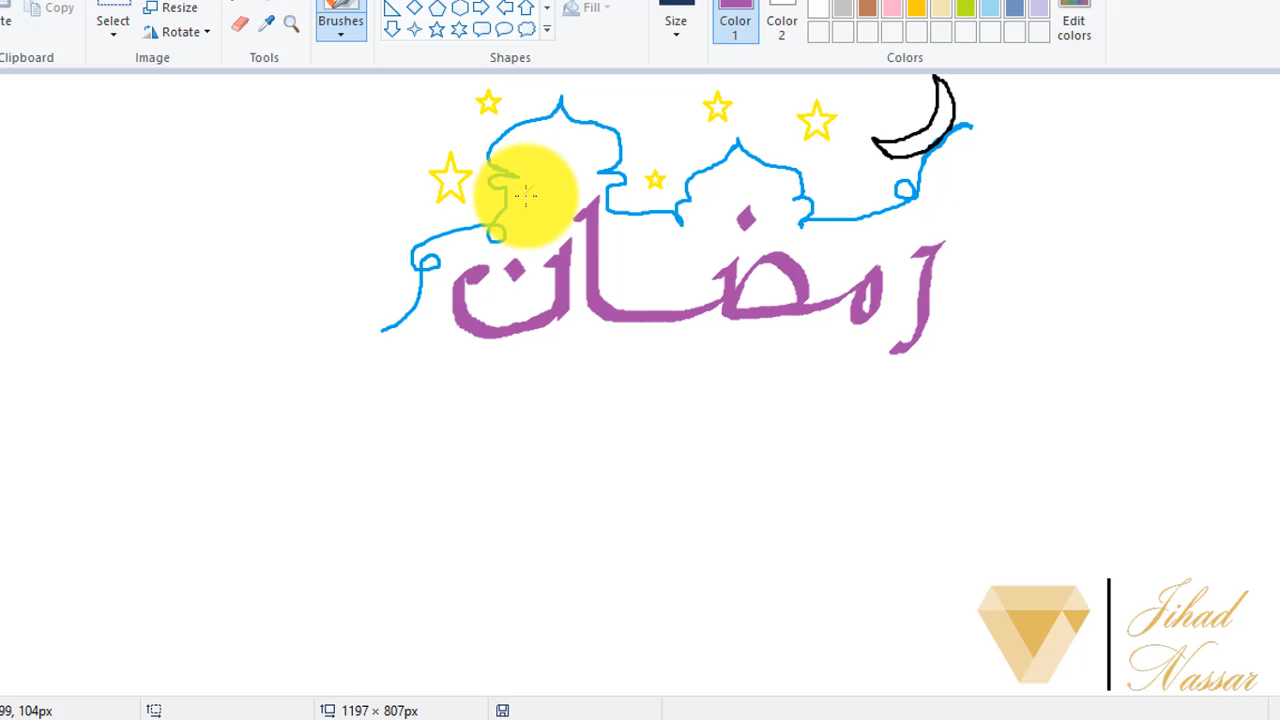 Copy
Select
Resize
Rotate
Brushes
Fill
Size
Color
1
Color
2
Edit
colors
Clipboard
Image
Tools
Shapes
Colors
رمضان
Jihad
Nassar
99, 104px
1197 × 807px